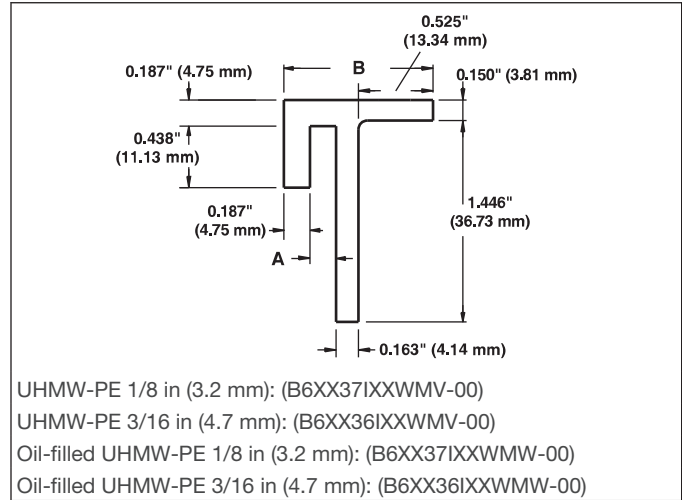 0.525"
(13.34 mm)
B
0.187" (4.75 mm)
0.150" (3.81 mm)
0.438"
(11.13 mm)
0.187"
(4.75 mm)
1.446"
(36.73 mm)
A
0.163" (4.14 mm)
UHMW-PE 1/8 in (3.2 mm): (B6XX37IXXWMV-00)
UHMW-PE 3/16 in (4.7 mm): (B6XX36IXXWMV-00)
Oil-filled UHMW-PE 1/8 in (3.2 mm): (B6XX37IXXWMW-00)
Oil-filled UHMW-PE 3/16 in (4.7 mm): (B6XX36IXXWMW-00)